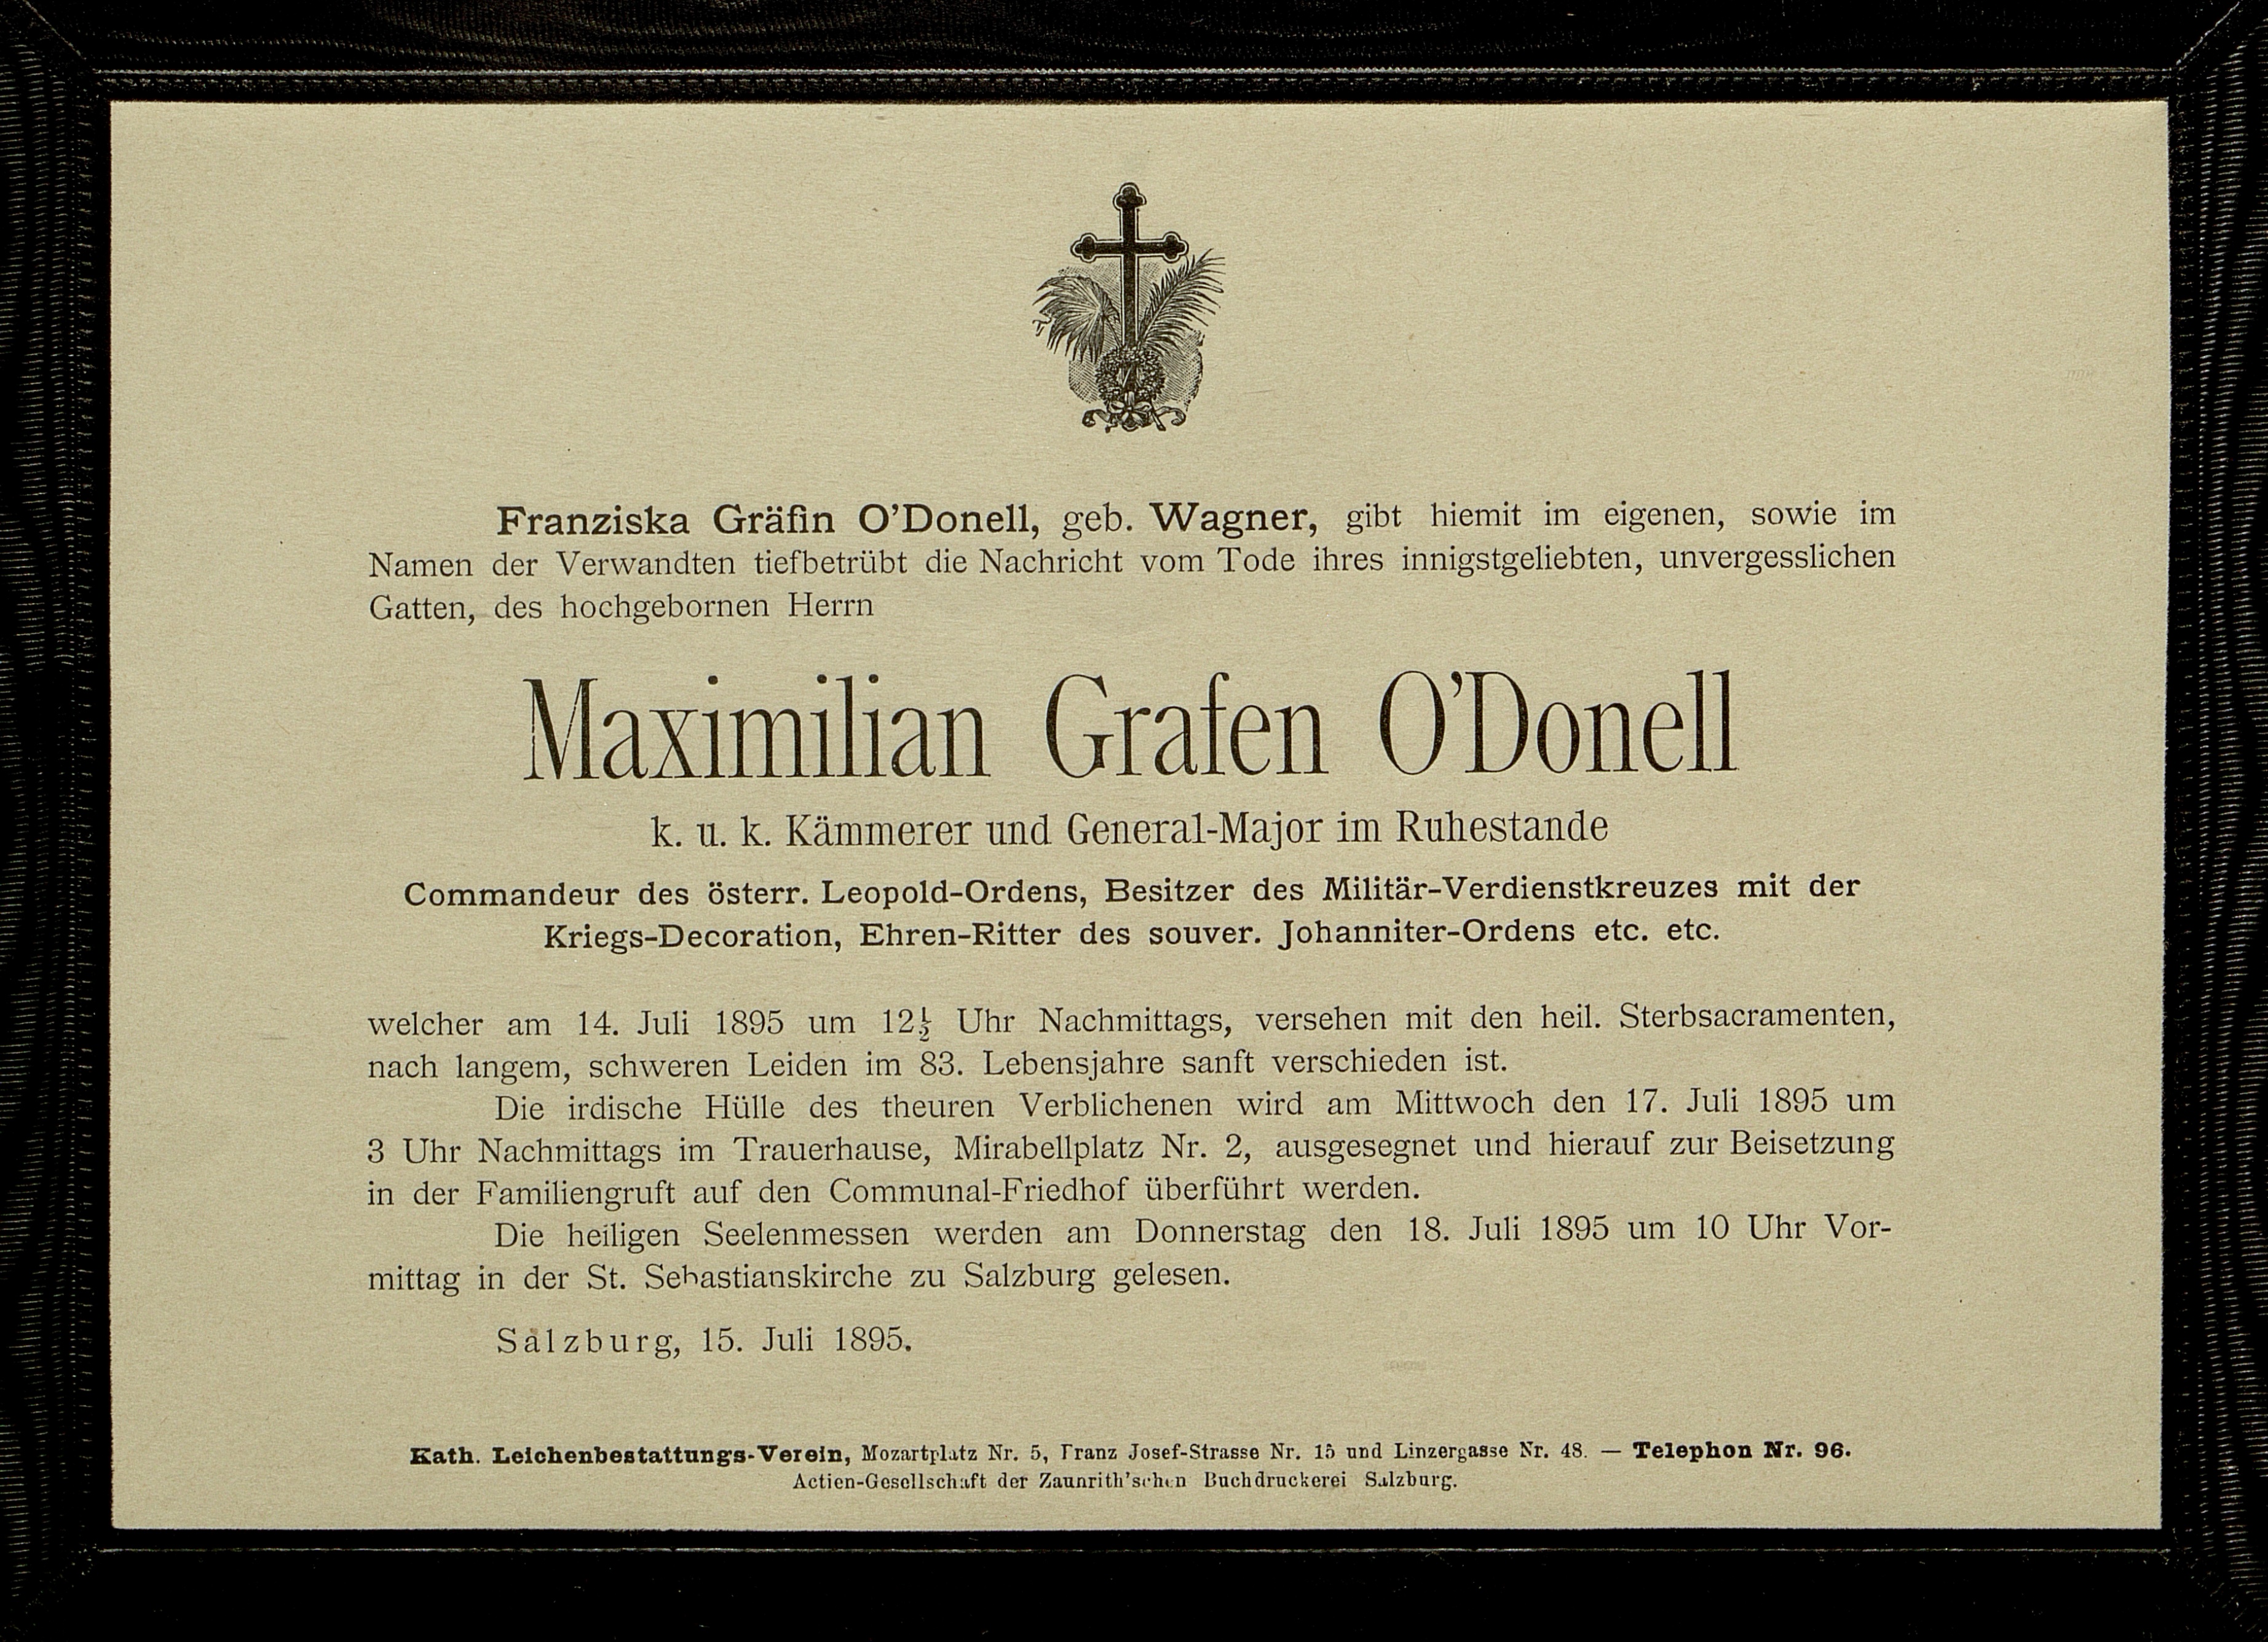 Franziska Gräfin O'Donell, geb. Wagner, gibt hiemit im eigenen, sowie im
Namen der Verwandten tiefbetrübt die Nachricht vom Tode ihres innigstgeliebten, unvergesslichen
Gatten, des hochgebornen Herrn
Maximilian Grafen O'Donell
k. u. k. Kämmerer und General-Major im Ruhestande
Commandeur des österr. Leopold-Ordens, Besitzer des Militär-Verdienstkreuzes mit der
Kriegs-Decoration, Ehren-Ritter des souver. Johanniter-Ordens etc. etc.
welcher am 14. Juli 1895 um 12½ Uhr Nachmittags, versehen mit den heil. Sterbsacramenten,
nach langem, schweren Leiden im 83. Lebensjahre sanft verschieden ist.
Die irdische Hülle des theuren Verblichenen wird am Mittwoch den 17. Juli 1895 um
3 Uhr Nachmittags im Trauerhause, Mirabellplatz Nr. 2, ausgesegnet und hierauf zur Beisetzung
in der Familiengruft auf den Communal-Friedhof überführt werden.
Die heiligen Seelenmessen werden am Donnerstag den 18. Juli 1895 um 10 Uhr Vor-
mittag in der St. Sebastianskirche zu Salzburg gelesen.
Salzburg, 15. Juli 1895.
Kath. Leichenbestattungs-Verein, Mozartplatz Nr. 5, Franz Josef-Strasse Nr. 15 und Linzergasse Nr. 48. — Telephon Nr. 96.
Actien-Gesellschaft der Zaunrith'schen Buchdruckerei Salzburg.